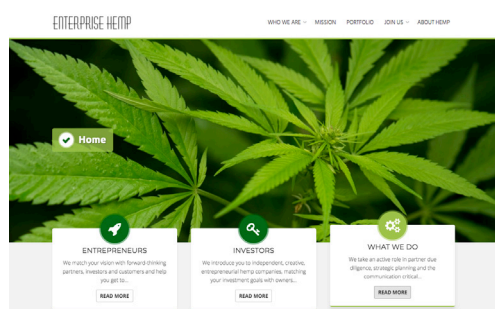 ENTERPRISE HEMP
WHO WE ARE MISSION PORTFOLIO JOIN US ABOUT HEMP
Home
ENTREPRENEURS
We match your vision with forward-thinking
partners, investors and customers and help
you get to...
READ MORE
INVESTORS
We introduce you to independent, creative,
entrepreneurial hemp companies, matching
your investment goals with owners...
READ MORE
WHAT WE DO
We take an active role in partner due
diligence, strategic planning and the
communication critical...
READ MORE